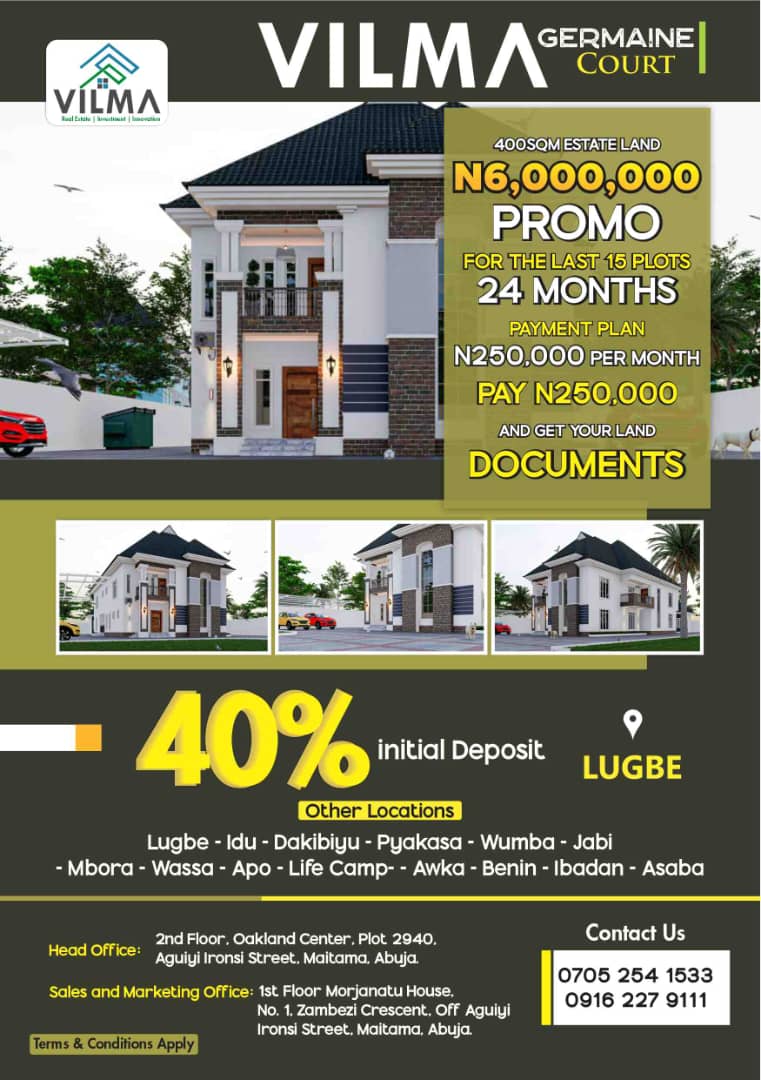 VILMA
Real Estate | Investment | Innovation
VILMA GERMAINE
COURT
400SQM ESTATE LAND
N6,000,000
PROMO
FOR THE LAST 15 PLOTS
24 MONTHS
PAYMENT PLAN
N250,000 PER MONTH
PAY N250,000
AND GET YOUR LAND
DOCUMENTS
40% initial Deposit
LUGBE
Other Locations
Lugbe - Idu - Dakibiyu - Pyakasa - Wumba - Jabi
- Mbora - Wassa - Apo - Life Camp- - Awka - Benin - Ibadan - Asaba
Head Office: 2nd Floor, Oakland Center, Plot 2940,
Aguiyi Ironsi Street, Maitama, Abuja.
Sales and Marketing Office: 1st Floor Morjanatu House,
No. 1, Zambezi Crescent, Off Aguiyi
Ironsi Street, Maitama, Abuja.
Contact Us
0705 254 1533
0916 227 9111
Terms & Conditions Apply